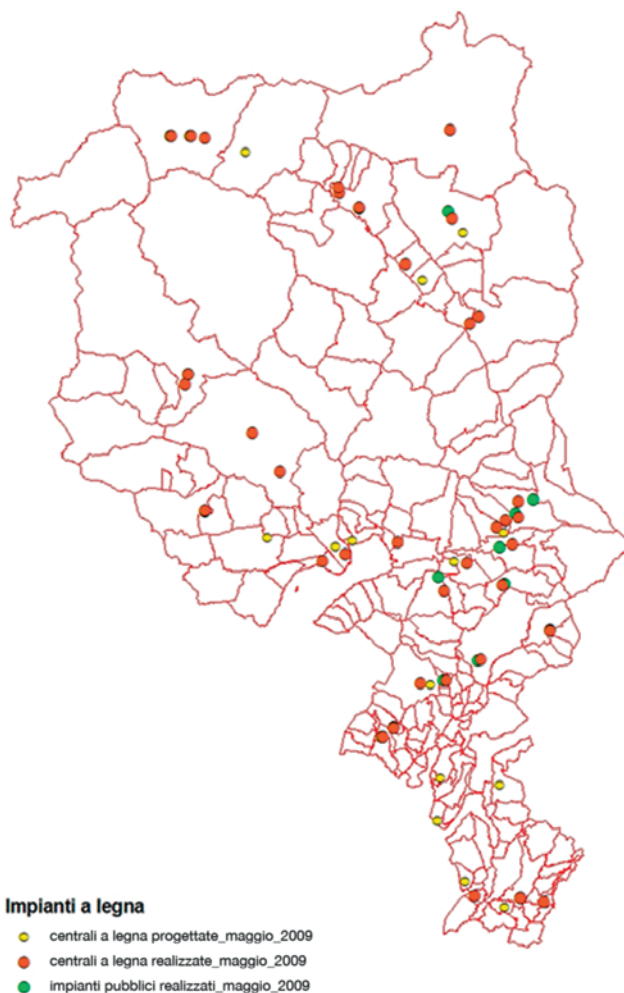 Impianti a legna
centrali a legna progettate_maggio_2009
centrali a legna realizzate_maggio_2009
impianti pubblici realizzati_maggio_2009